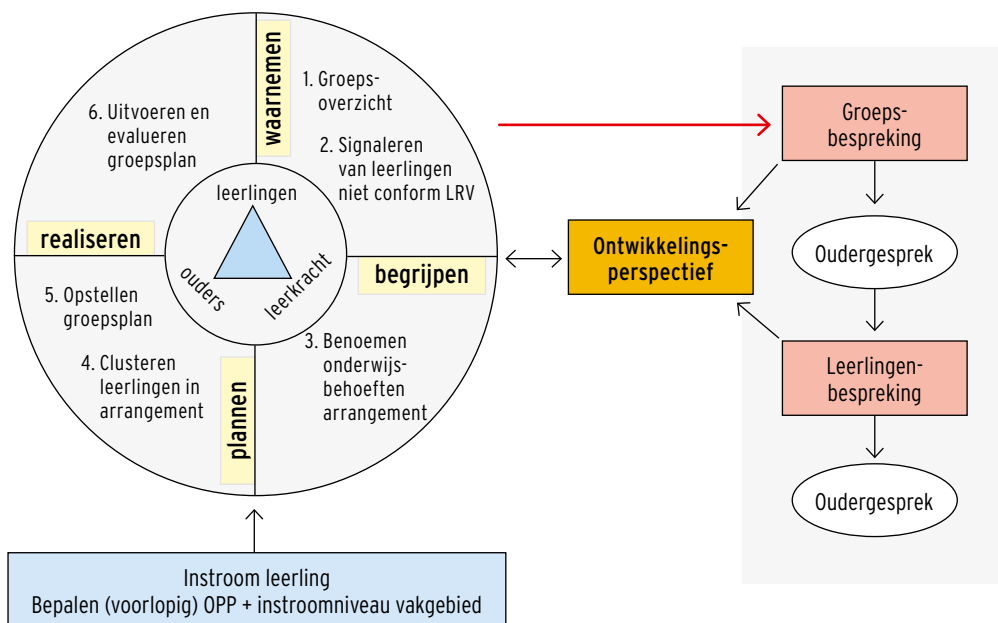 waarnemen
1. Groeps-
overzicht
2. Signaleren
van leerlingen
niet conform LRV
begrijpen
3. Benoemen
onderwijs-
behoeften
arrangement
plannen
4. Clusteren
leerlingen in
arrangement
5. Opstellen
groepsplan
realiseren
6. Uitvoeren en
evalueren
groepsplan
leerlingen
ouders
leerkracht
Instroom leerling
Bepalen (voorlopig) OPP + instroomniveau vakgebied
Ontwikkelings-
perspectief
Groeps-
bespreking
Oudergesprek
Leerlingen-
bespreking
Oudergesprek